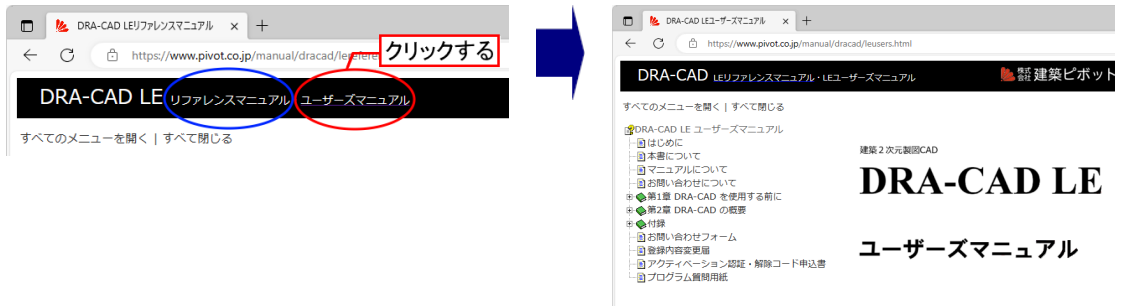 DRA-CAD LEリファレンスマニュアル
https://www.pivot.co.jp/manual/dracad/le
クリックする
DRA-CAD LE リファレンスマニュアル ユーザーズマニュアル
すべてのメニューを開く | すべて閉じる
DRA-CAD LEユーザーズマニュアル
https://www.pivot.co.jp/manual/dracad/leusers.html
DRA-CAD LEリファレンスマニュアル・LEユーザーズマニュアル
株式会社 建築ピボット
すべてのメニューを開く | すべて閉じる
DRA-CAD LE ユーザーズマニュアル
はじめに
本書について
マニュアルについて
お問い合わせについて
第1章 DRA-CAD を使用する前に
第2章 DRA-CAD の概要
付録
お問い合わせフォーム
登録内容変更届
アクティベーション認証・解除コード申込書
プログラム質問用紙
建築２次元製図CAD
DRA-CAD LE
ユーザーズマニュアル